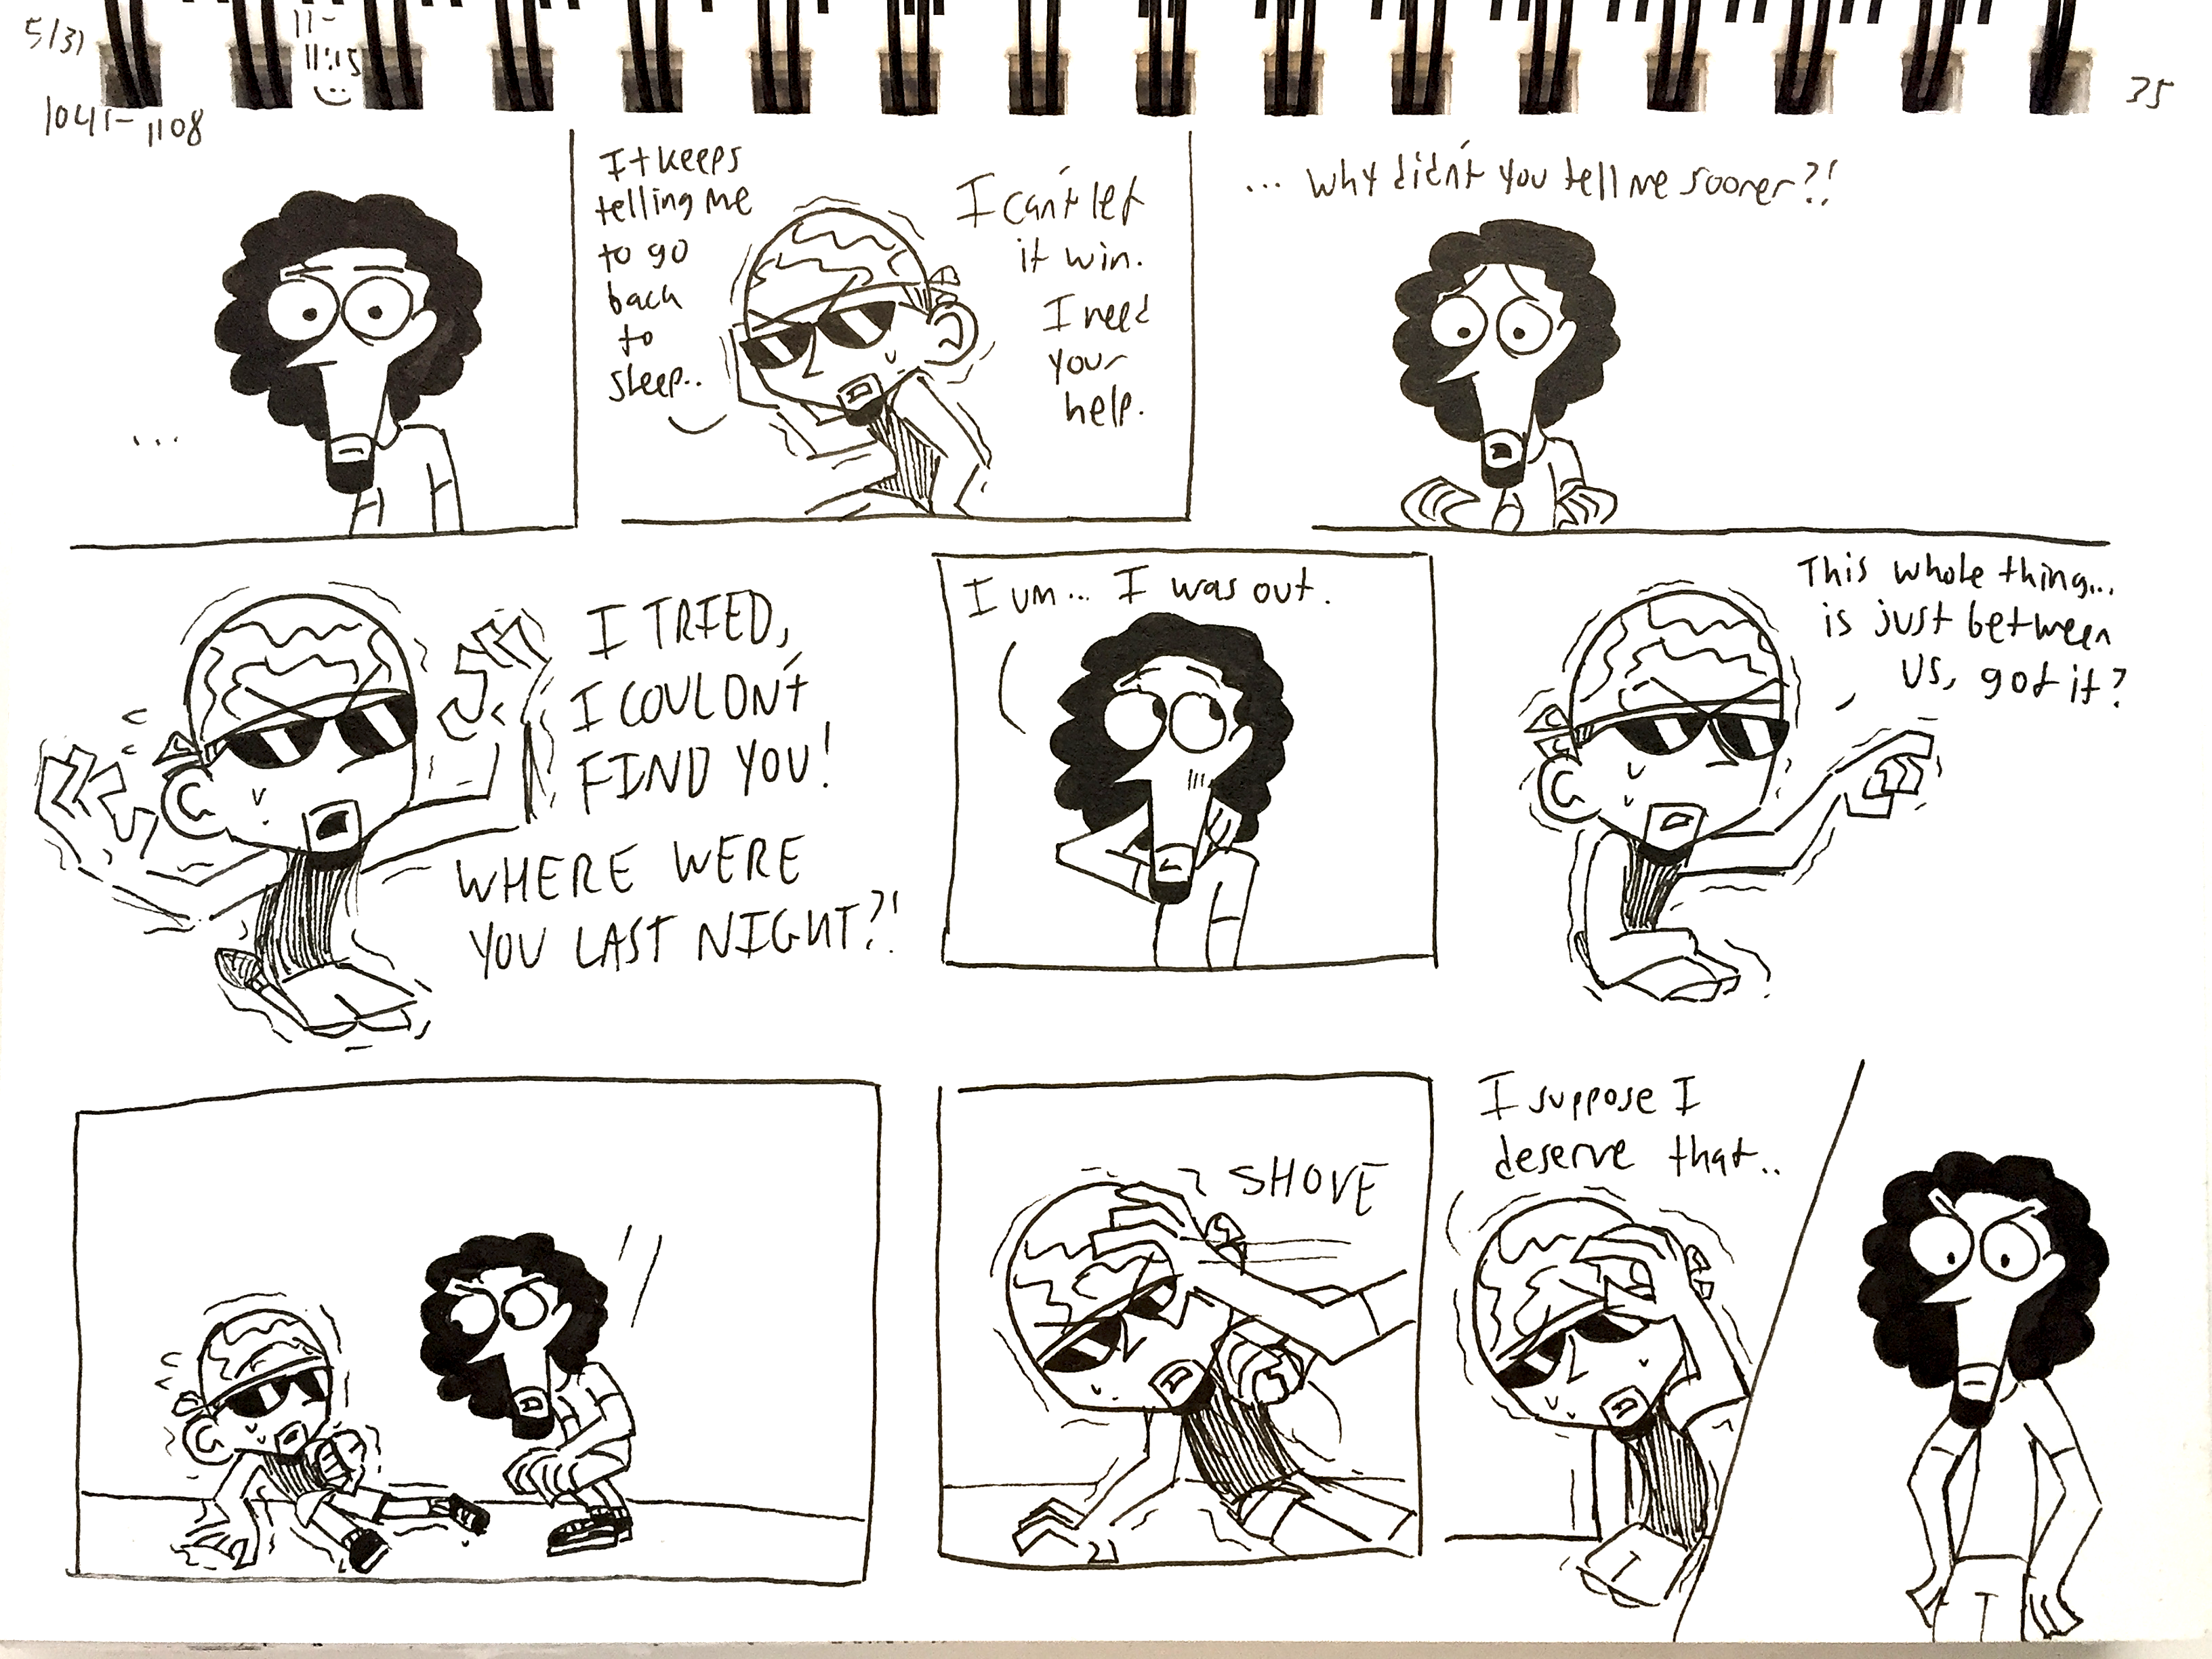 5/31
11-
11:15
1041-1108
35
...
It keeps
telling me
to go
back
to
sleep..
I can't let
it win.
I need
your
help.
... Why didn't you tell me sooner?!
I TRIED,
I COULDN't
FIND YOU!
WHERE WERE
YOU LAST NIGHT?!
I um... I was out.
This whole thing...
is just between
us, got it?
SHOVE
I suppose I
deserve that..